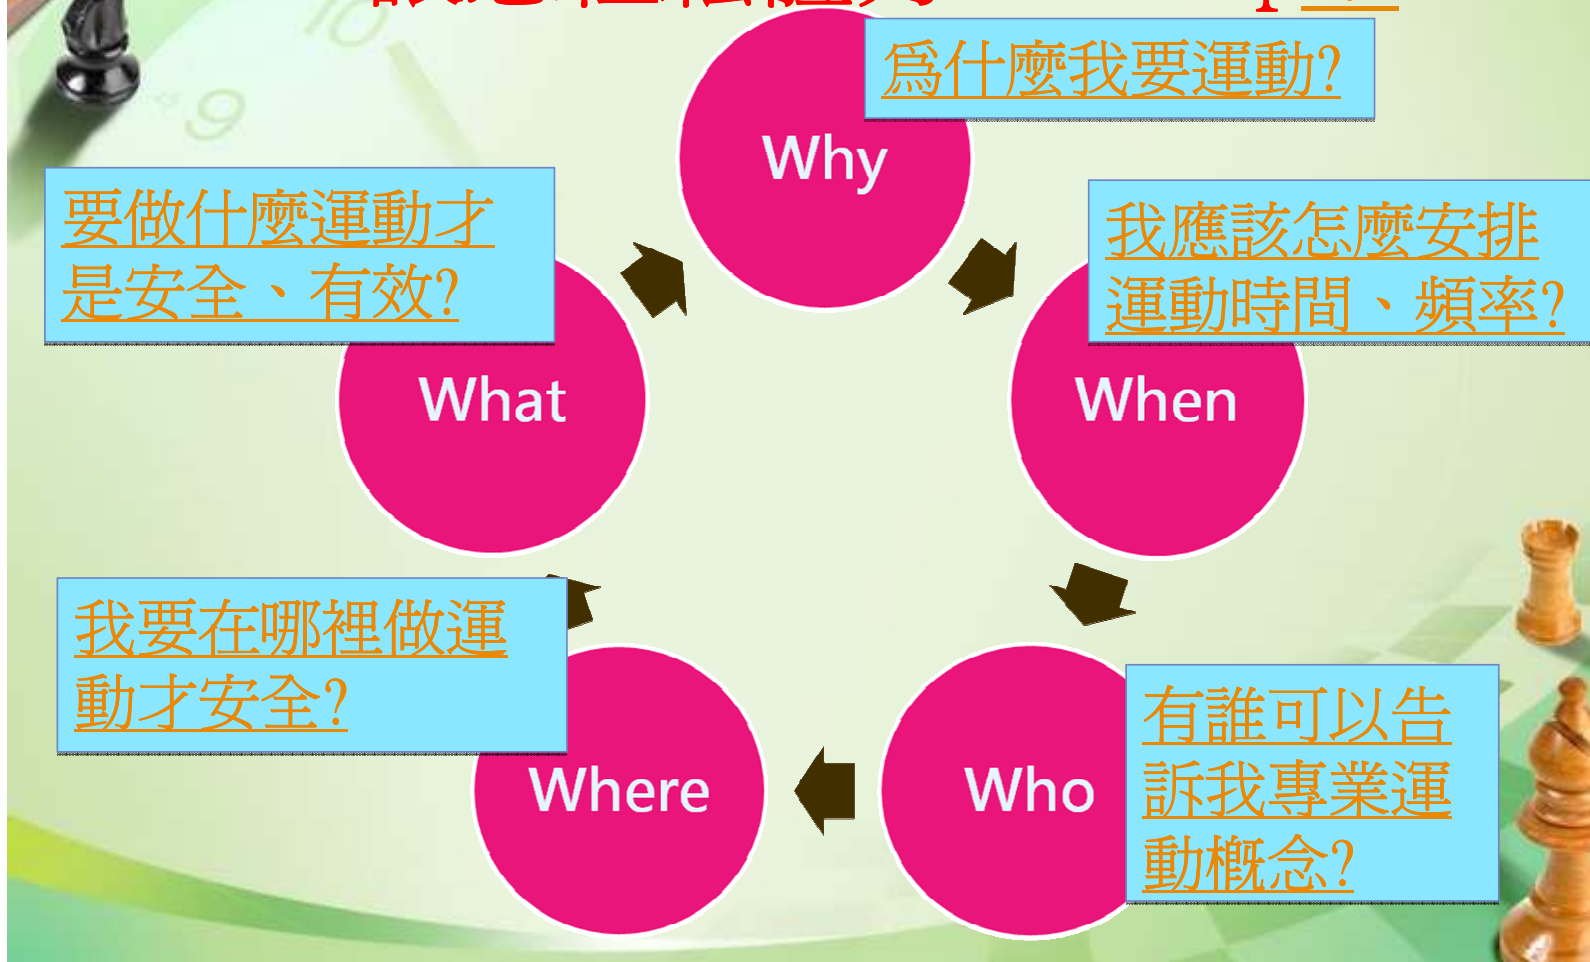 爲什麼我要運動?
Why
要做什麼運動才
是安全、有效?
我應該怎麼安排
運動時間、頻率?
What
When
我要在哪裡做運
動才安全?
有誰可以告
訴我專業運
動概念?
Where
Who